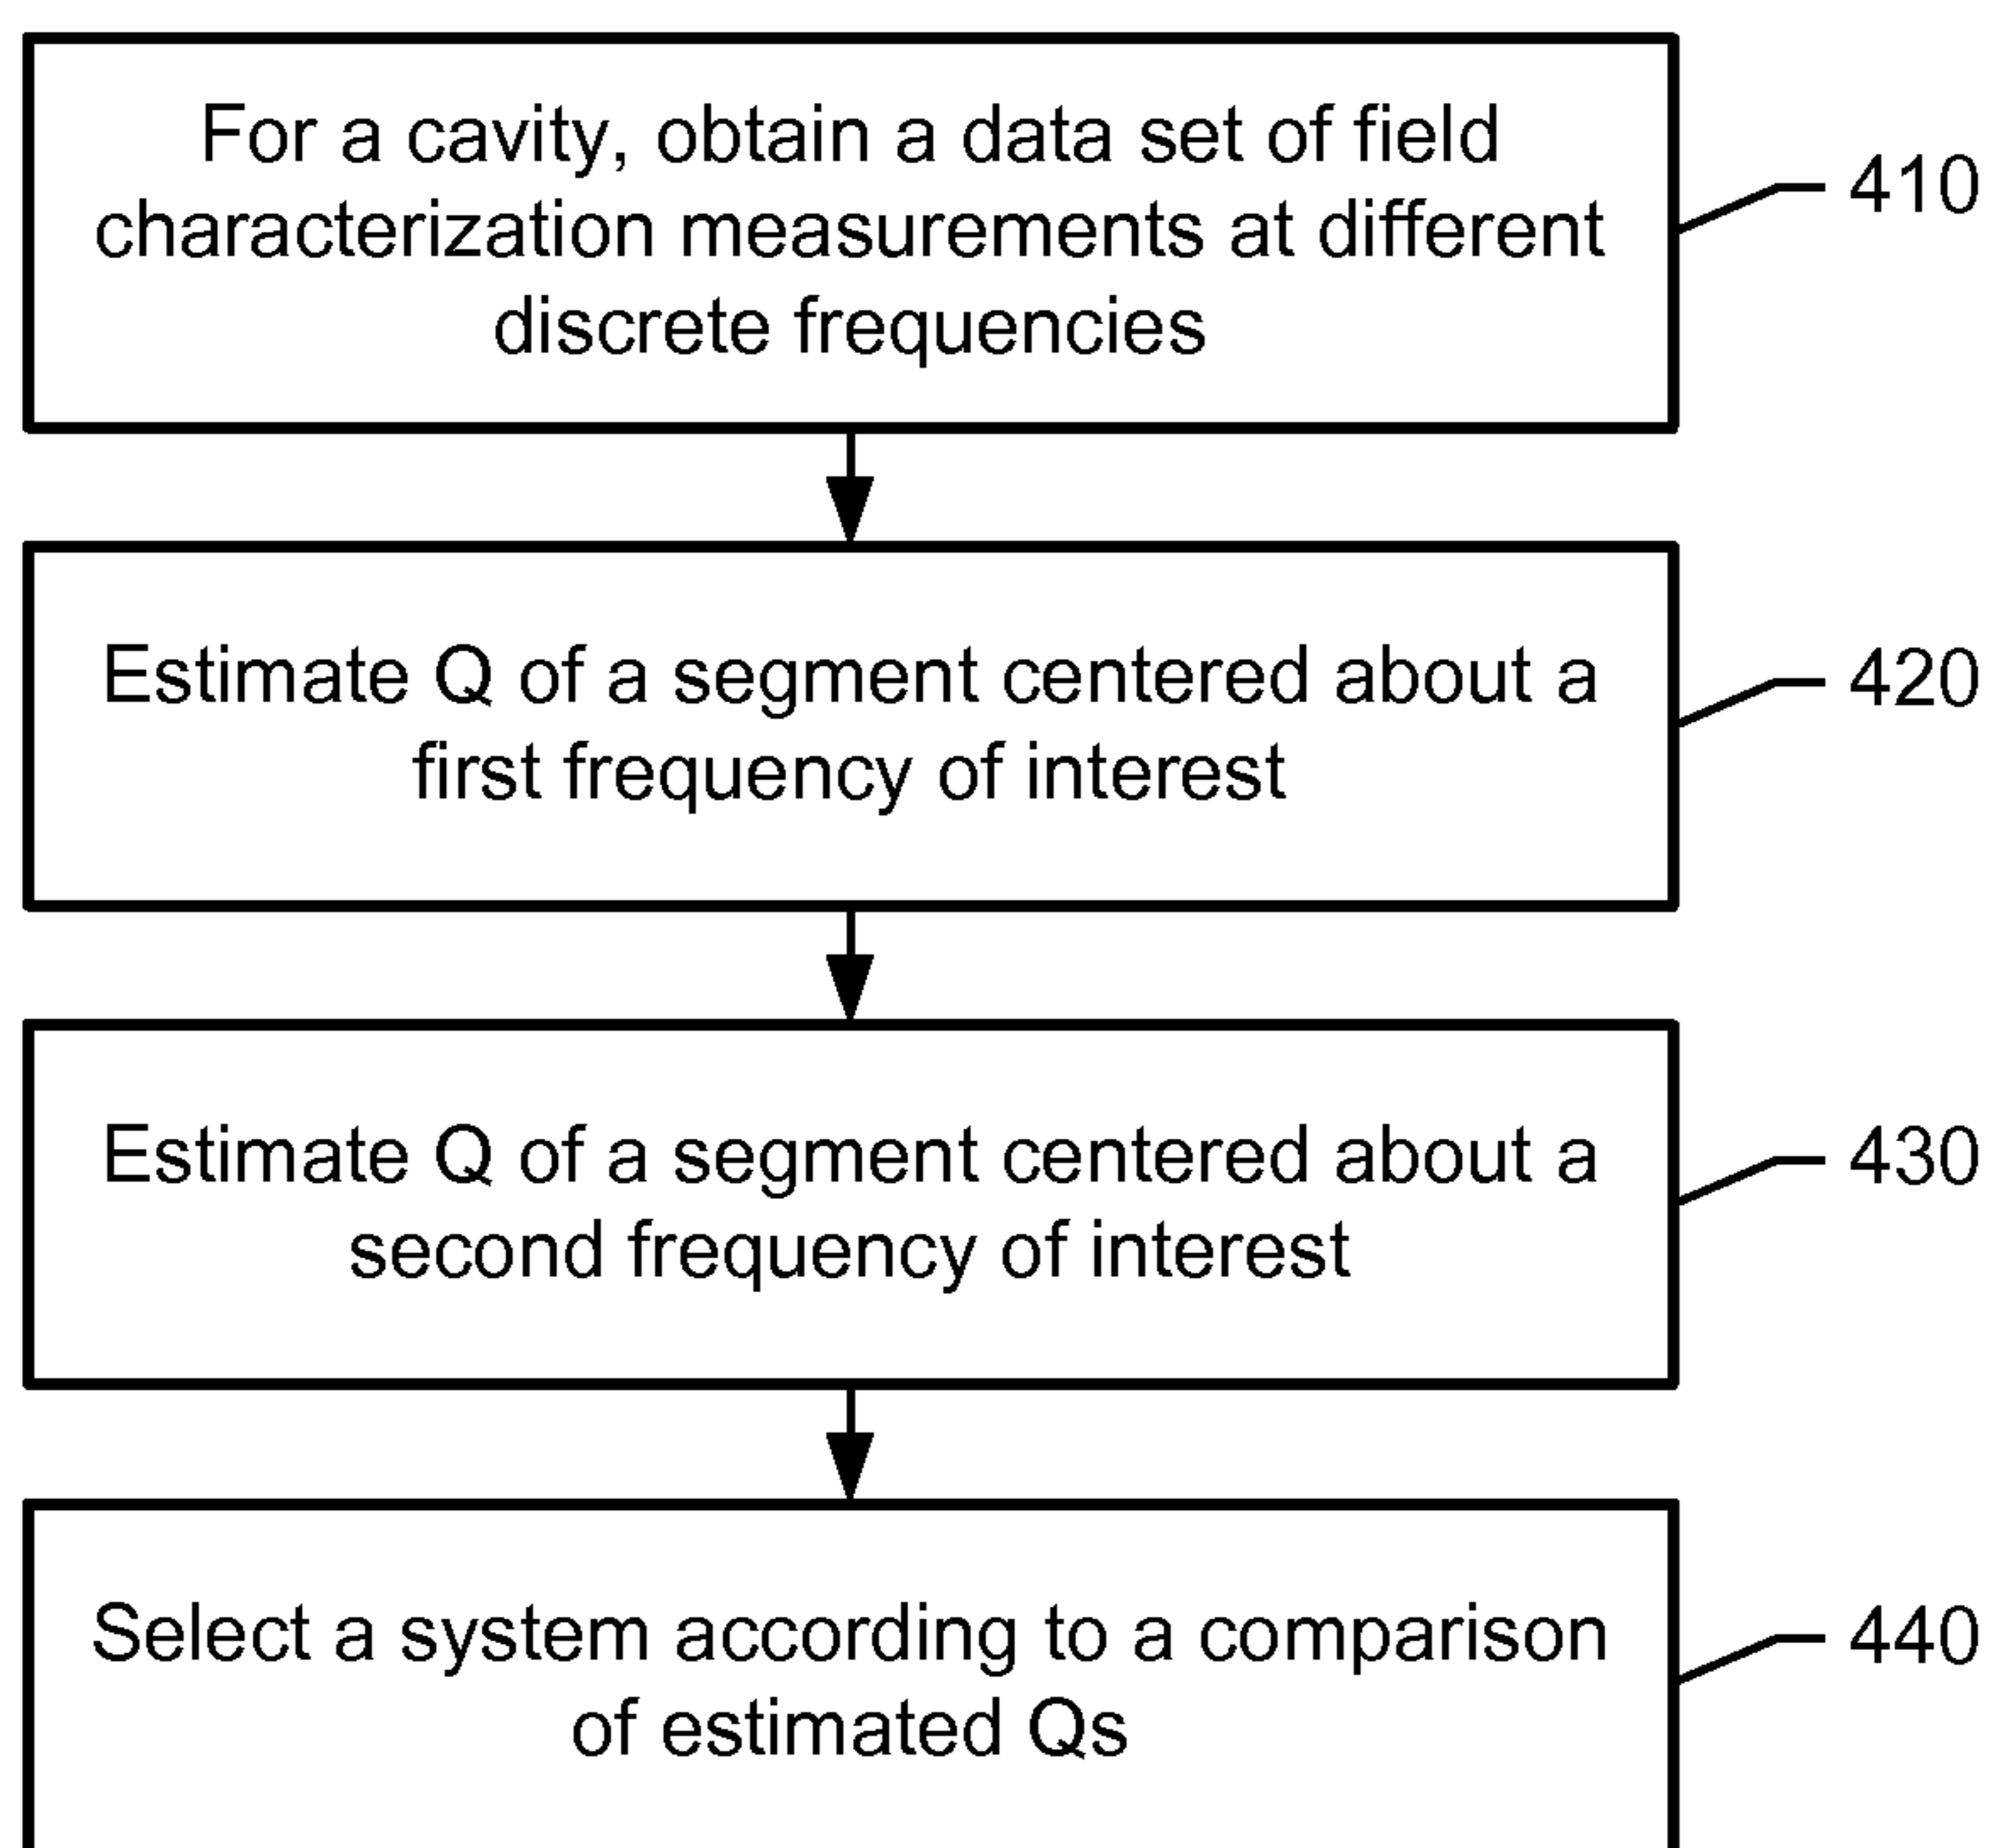 For a cavity, obtain a data set of field
characterization measurements at different
discrete frequencies
410
Estimate Q of a segment centered about a
first frequency of interest
420
Estimate Q of a segment centered about a
second frequency of interest
430
Select a system according to a comparison
of estimated Qs
440